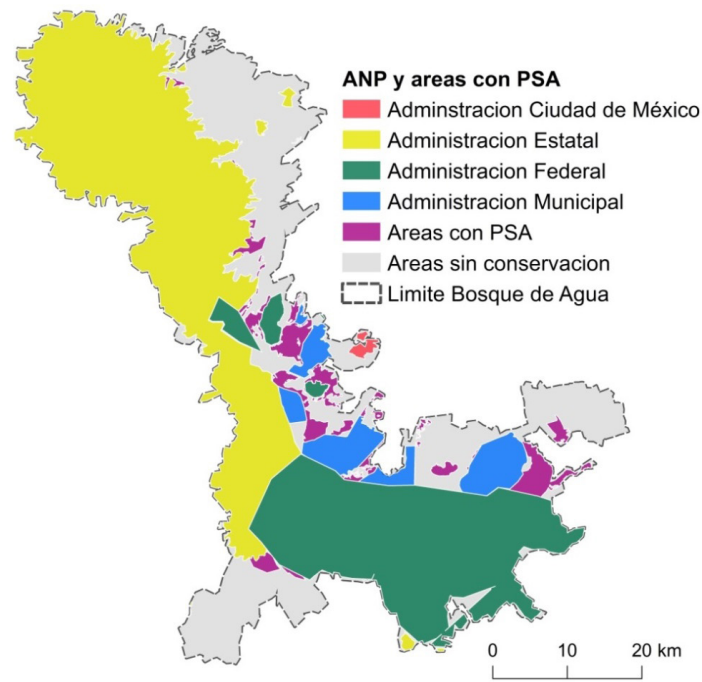 ANP y areas con PSA
Adminstracion Ciudad de México
Administracion Estatal
Administracion Federal
Administracion Municipal
Areas con PSA
Areas sin conservacion
Limite Bosque de Agua
0 10 20 km